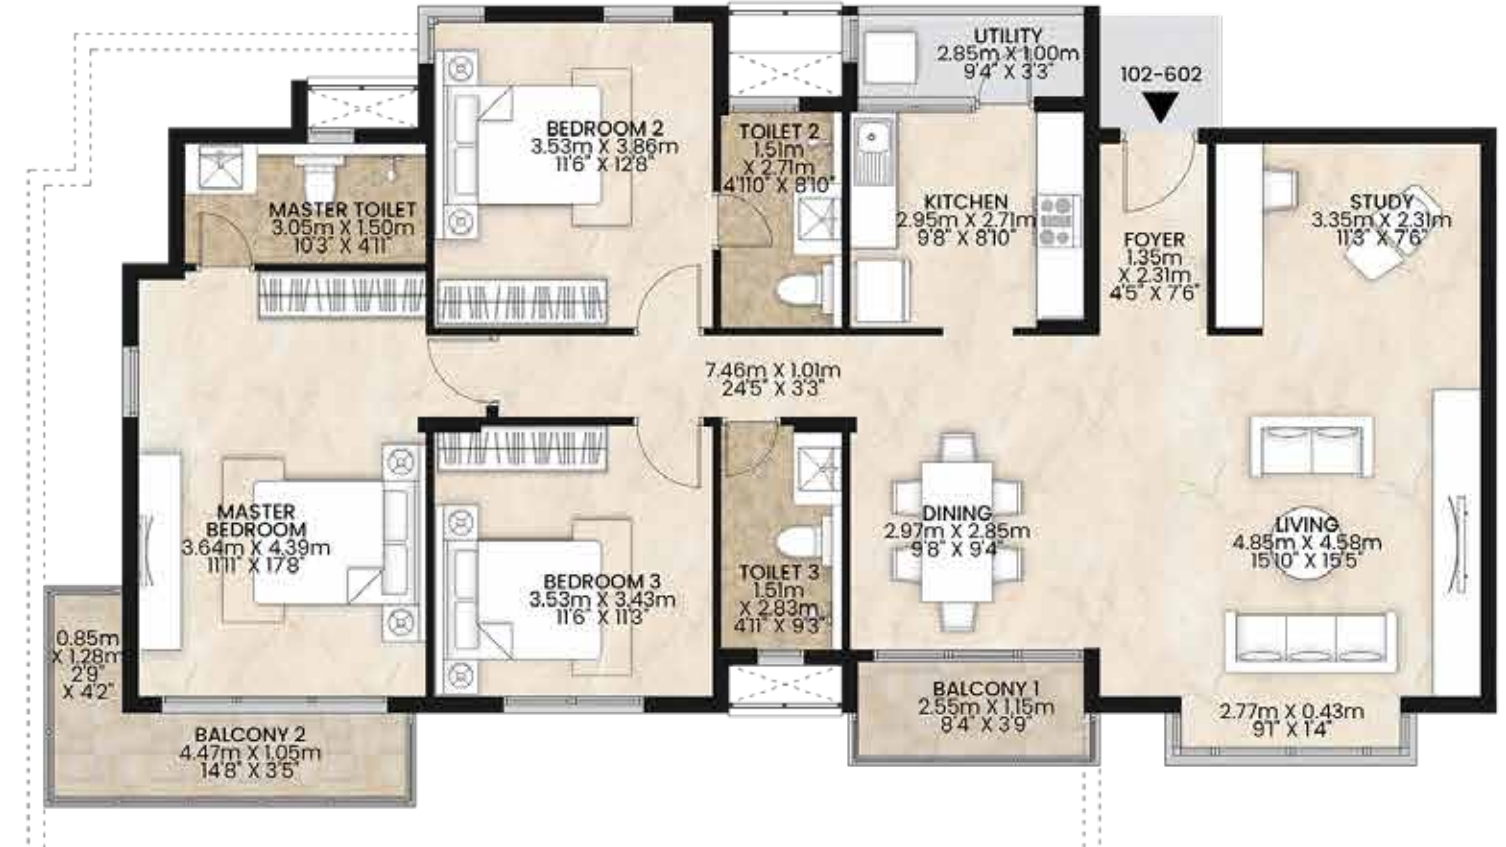 UTILITY
2.85m X 1.00m
9'4" X 3'3"
102-602
BEDROOM 2
3.53m X 3.86m
11'6" X 12'8"
TOILET 2
1.51m
X 2.71m
4'110" X 8'10"
MASTER TOILET
3.05m X 1.50m
10'3" X 4'11"
KITCHEN
2.95m X 2.71m
9'8" X 8'10"
FOYER
1.35m
X 2.31m
4'5" X 7'6"
STUDY
3.35m X 2.31m
11'3" X 7'6"
7.46m X 1.01m
24'5" X 3'3"
MASTER
BEDROOM
3.64m X 4.39m
11'11" X 17'8"
BEDROOM 3
3.53m X 3.43m
11'6" X 11'3"
TOILET 3
1.51m
X 2.83m
4'11" X 9'3"
DINING
2.97m X 2.85m
9'8" X 9'4"
LIVING
4.85m X 4.58m
15'10" X 15'5"
0.85m
X 1.28m
2'9"
X 4'2"
BALCONY 2
4.47m X 1.05m
14'8" X 3'5"
BALCONY 1
2.55m X 1.15m
8'4" X 3'9"
2.77m X 0.43m
9'1" X 1'4"